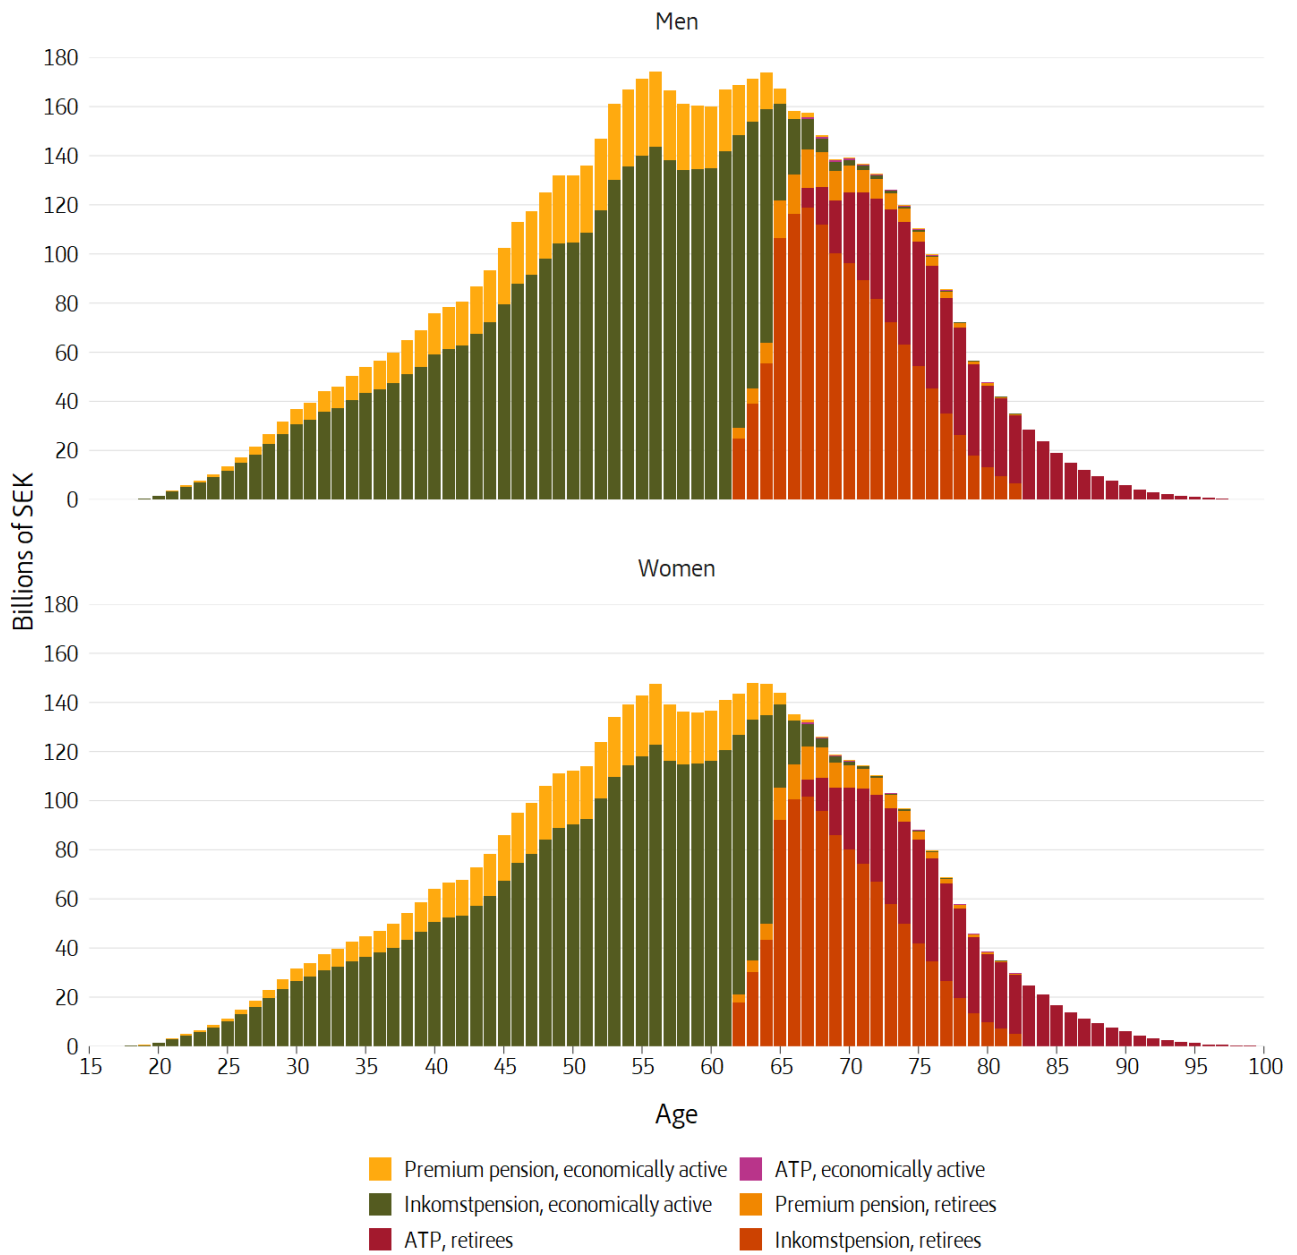 Men
180
160
140
120
100
80
60
40
20
0
Billions of SEK
Women
180
160
140
120
100
80
60
40
20
0
15 20 25 30 35 40 45 50 55 60 65 70 75 80 85 90 95 100
Age
Premium pension, economically active
ATP, economically active
Inkomstpension, economically active
Premium pension, retirees
ATP, retirees
Inkomstpension, retirees